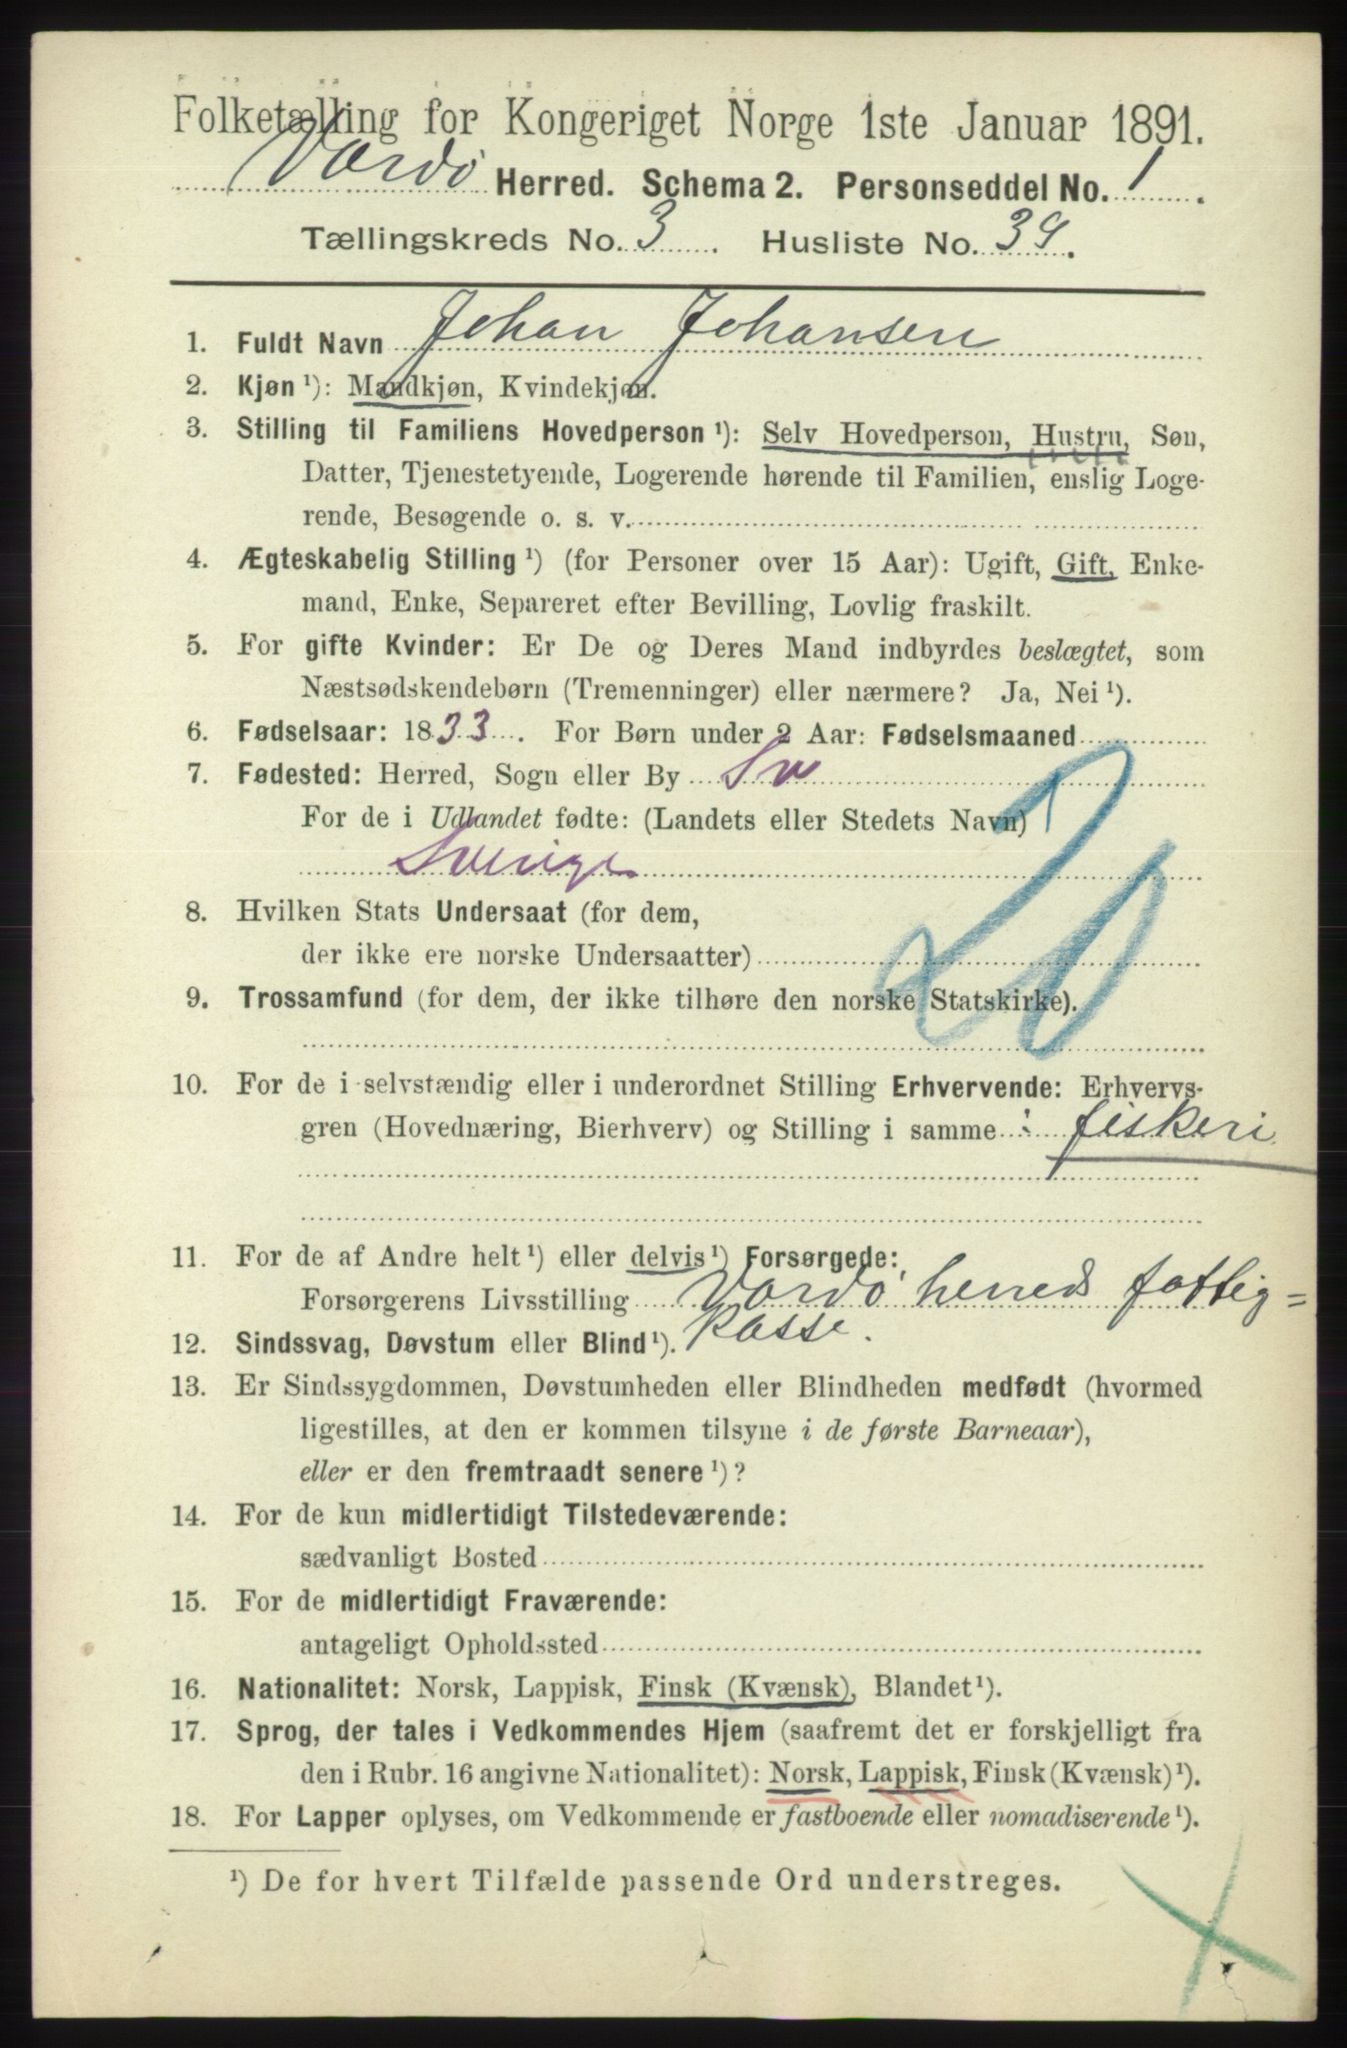 Folketælling for Kongeriget Norge 1ste Januar 1891.
Vardø Herred. Schema 2. Personseddel No. 1.
Tællingskreds No. 3. Husliste No. 39.
1. Fuldt Navn Johan Johansen
2. Kjøn ¹): Mandkjøn, Kvindekjøn.
3. Stilling til Familiens Hovedperson ¹): Selv Hovedperson, Hustru, Søn,
Datter, Tjenestetyende, Logerende hørende til Familien, enslig Loge-
rende, Besøgende o. s. v.
4. Ægteskabelig Stilling ¹) (for Personer over 15 Aar): Ugift, Gift, Enke-
mand, Enke, Separeret efter Bevilling, Lovlig fraskilt.
5. For gifte Kvinder: Er De og Deres Mand indbyrdes beslægtet, som
Næstsødskendebørn (Tremenninger) eller nærmere? Ja, Nei ¹).
6. Fødselsaar: 1833. For Børn under 2 Aar: Fødselsmaaned
7. Fødested: Herred, Sogn eller By Sv
For de i Udlandet fødte: (Landets eller Stedets Navn)
Sverige
20
8. Hvilken Stats Undersaat (for dem,
der ikke ere norske Undersaatter)
9. Trossamfund (for dem, der ikke tilhøre den norske Statskirke).
10. For de i selvstændig eller i underordnet Stilling Erhvervende: Erhvervs-
gren (Hovednæring, Bierhverv) og Stilling i samme : fiskeri
11. For de af Andre helt ¹) eller delvis ¹) Forsørgede:
Forsørgerens Livsstilling Vardø herreds fattig=
kasse.
12. Sindssvag, Døvstum eller Blind ¹).
13. Er Sindssygdommen, Døvstumheden eller Blindheden medfødt (hvormed
ligestilles, at den er kommen tilsyne i de første Barneaar),
eller er den fremtraadt senere ¹)?
14. For de kun midlertidigt Tilstedeværende:
sædvanligt Bosted
15. For de midlertidigt Fraværende:
antageligt Opholdssted
16. Nationalitet: Norsk, Lappisk, Finsk (Kvænsk), Blandet ¹).
17. Sprog, der tales i Vedkommendes Hjem (saafremt det er forskjelligt fra
den i Rubr. 16 angivne Nationalitet): Norsk, Lappisk, Finsk (Kvænsk) ¹).
18. For Lapper oplyses, om Vedkommende er fastboende eller nomadiserende ¹).
¹) De for hvert Tilfælde passende Ord understreges.